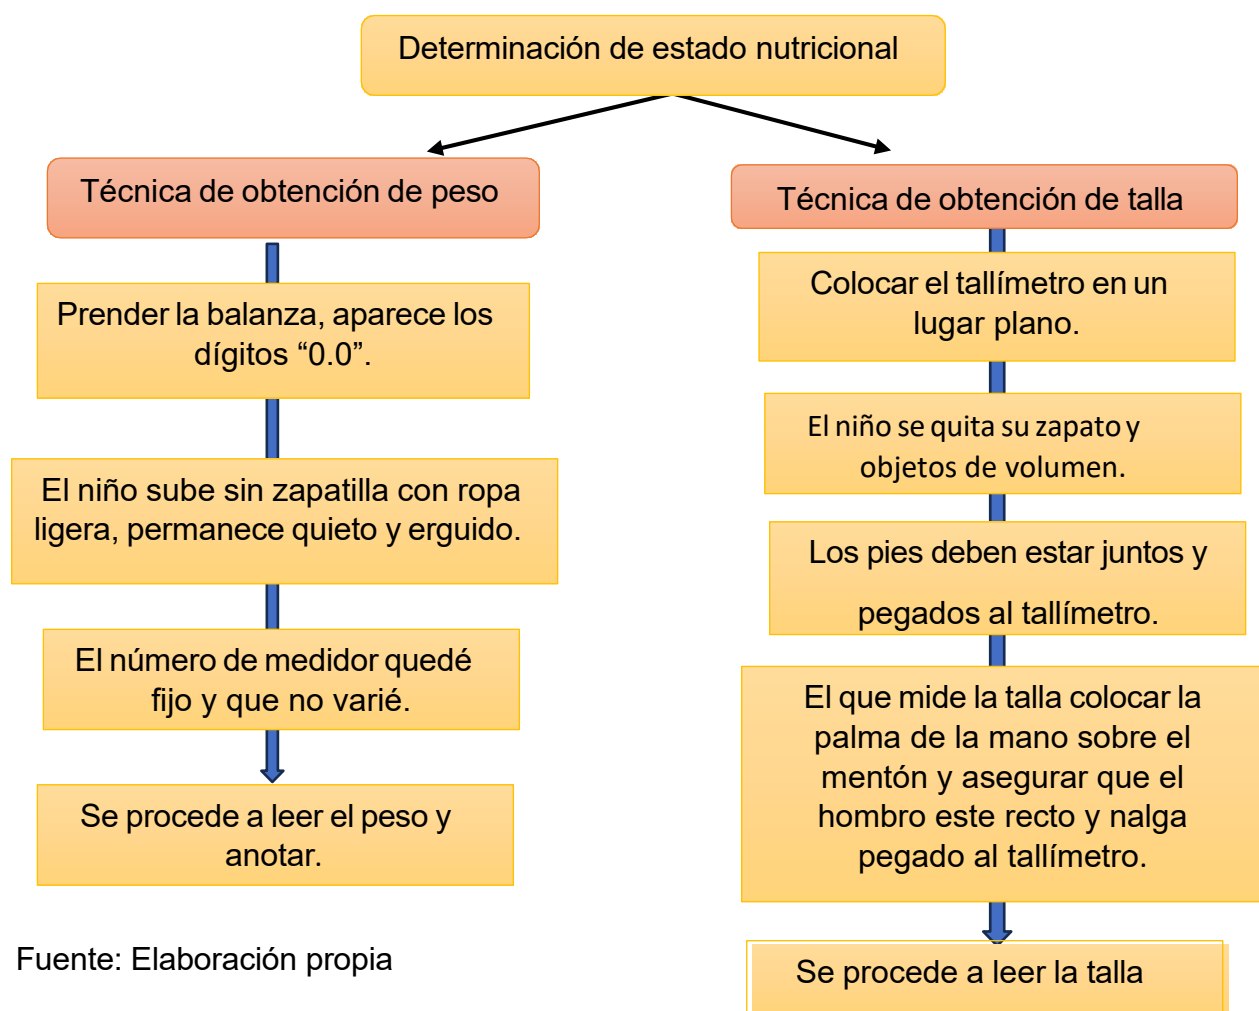 Determinación de estado nutricional
Técnica de obtención de peso
Prender la balanza, aparece los
dígitos “0.0”.
El niño sube sin zapatilla con ropa
ligera, permanece quieto y erguido.
El número de medidor quedé
fijo y que no varié.
Se procede a leer el peso y
anotar.
Técnica de obtención de talla
Colocar el tallímetro en un
lugar plano.
El niño se quita su zapato y
objetos de volumen.
Los pies deben estar juntos y
pegados al tallímetro.
El que mide la talla colocar la
palma de la mano sobre el
mentón y asegurar que el
hombro este recto y nalga
pegado al tallímetro.
Se procede a leer la talla
Fuente: Elaboración propia